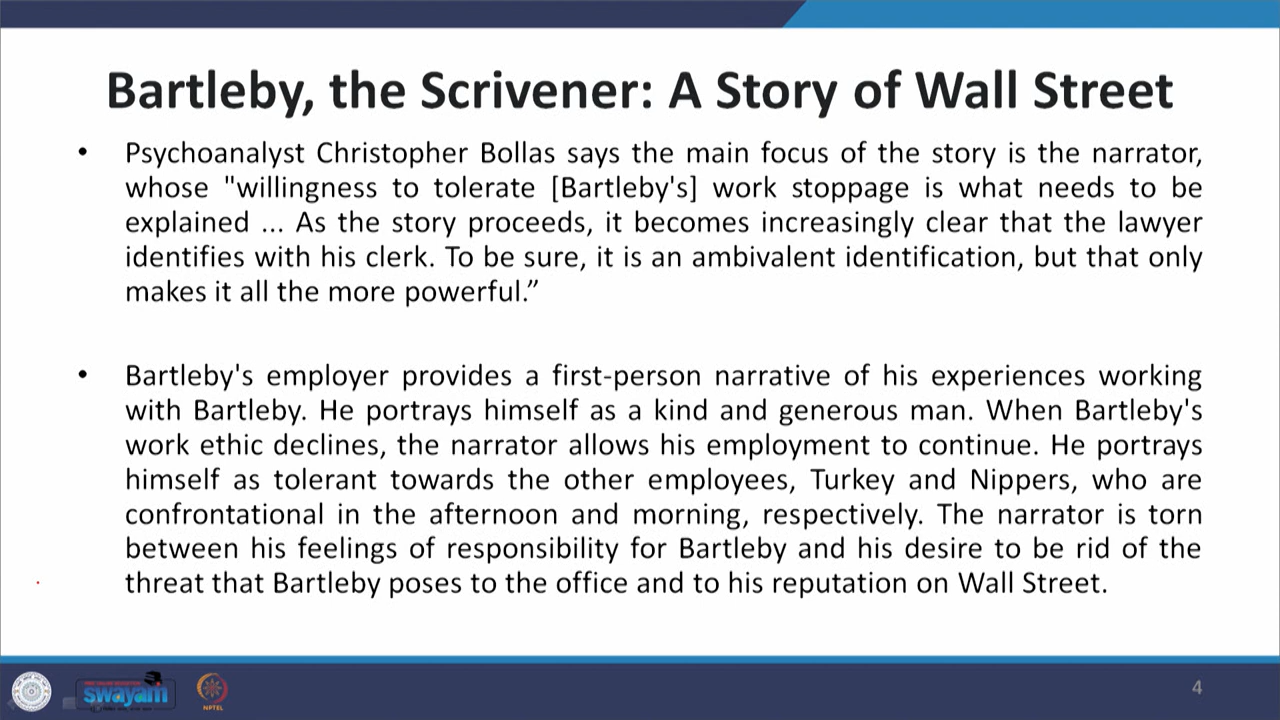 Bartleby, the Scrivener: A Story of Wall Street
• Psychoanalyst Christopher Bollas says the main focus of the story is the narrator,
whose "willingness to tolerate [Bartleby's] work stoppage is what needs to be
explained ... As the story proceeds, it becomes increasingly clear that the lawyer
identifies with his clerk. To be sure, it is an ambivalent identification, but that only
makes it all the more powerful.”
• Bartleby's employer provides a first-person narrative of his experiences working
with Bartleby. He portrays himself as a kind and generous man. When Bartleby's
work ethic declines, the narrator allows his employment to continue. He portrays
himself as tolerant towards the other employees, Turkey and Nippers, who are
confrontational in the afternoon and morning, respectively. The narrator is torn
between his feelings of responsibility for Bartleby and his desire to be rid of the
threat that Bartleby poses to the office and to his reputation on Wall Street.
swayam
NPTEL
4